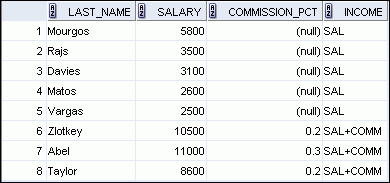 LAST_NAME SALARY COMMISSION_PCT INCOME
1 Mourgos 5800 (null) SAL
2 Rajs 3500 (null) SAL
3 Davies 3100 (null) SAL
4 Matos 2600 (null) SAL
5 Vargas 2500 (null) SAL
6 Zlotkey 10500 0.2 SAL+COMM
7 Abel 11000 0.3 SAL+COMM
8 Taylor 8600 0.2 SAL+COMM